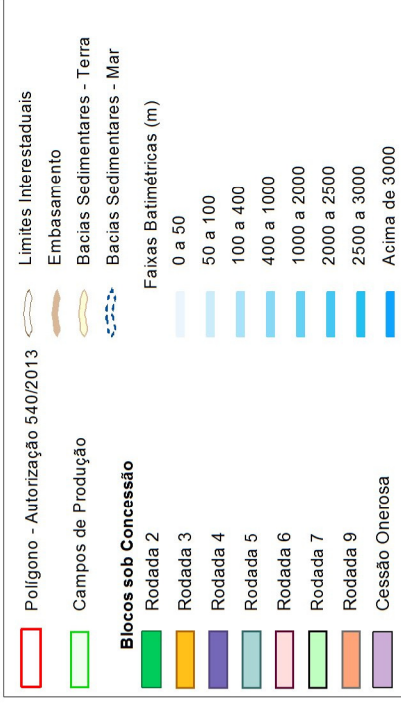 Polígono - Autorização 540/2013
Campos de Produção
Blocos sob Concessão
Rodada 2
Rodada 3
Rodada 4
Rodada 5
Rodada 6
Rodada 7
Rodada 9
Cessão Onerosa
Limites Interestaduais
Embasamento
Bacias Sedimentares - Terra
Bacias Sedimentares - Mar
Faixas Batimétricas (m)
0 a 50
50 a 100
100 a 400
400 a 1000
1000 a 2000
2000 a 2500
2500 a 3000
Acima de 3000